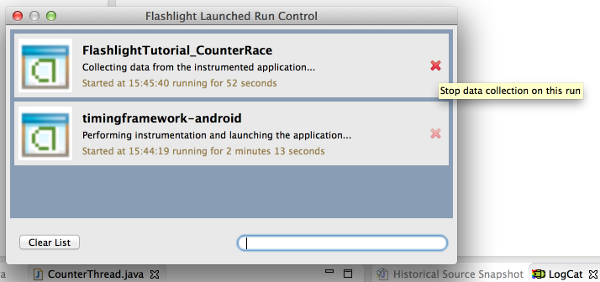 Flashlight Launched Run Control
FlashlightTutorial_CounterRace
Collecting data from the instrumented application...
Started at 15:45:40 running for 52 seconds
Stop data collection on this run
timingframework-android
Performing instrumentation and launching the application...
Started at 15:44:19 running for 2 minutes 13 seconds
Clear List
a CounterThread.java Historical Source Snapshot LogCat